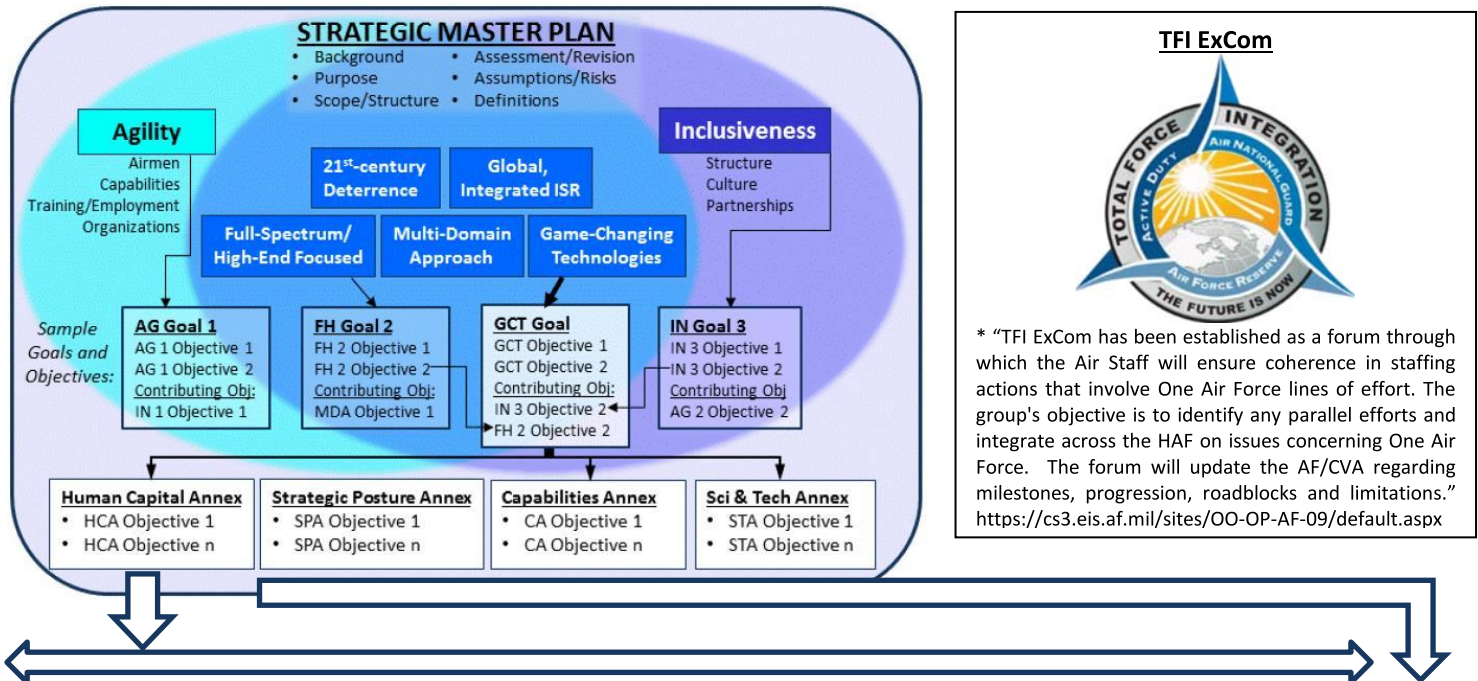 STRATEGIC MASTER PLAN
• Background
• Purpose
• Scope/Structure
• Assessment/Revision
• Assumptions/Risks
• Definitions
Agility
Airmen
Capabilities
Training/Employment
Organizations
Inclusiveness
Structure
Culture
Partnerships
21st-century
Deterrence
Global,
Integrated ISR
Full-Spectrum/
High-End Focused
Multi-Domain
Approach
Game-Changing
Technologies
Sample
Goals and
Objectives:
AG Goal 1
AG 1 Objective 1
AG 1 Objective 2
Contributing Obj:
IN 1 Objective 1
FH Goal 2
FH 2 Objective 1
FH 2 Objective 2
Contributing Obj:
MDA Objective 1
GCT Goal
GCT Objective 1
GCT Objective 2
Contributing Obj:
IN 3 Objective 2
FH 2 Objective 2
IN Goal 3
IN 3 Objective 1
IN 3 Objective 2
Contributing Obj
AG 2 Objective 2
Human Capital Annex
• HCA Objective 1
• HCA Objective n
Strategic Posture Annex
• SPA Objective 1
• SPA Objective n
Capabilities Annex
• CA Objective 1
• CA Objective n
Sci & Tech Annex
• STA Objective 1
• STA Objective n
TFI ExCom
TOTAL FORCE INTEGRATION
ACTIVE DUTY
AIR NATIONAL GUARD
AIR FORCE RESERVE
THE FUTURE IS NOW
* “TFI ExCom has been established as a forum through
which the Air Staff will ensure coherence in staffing
actions that involve One Air Force lines of effort. The
group's objective is to identify any parallel efforts and
integrate across the HAF on issues concerning One Air
Force. The forum will update the AF/CVA regarding
milestones, progression, roadblocks and limitations.”
https://cs3.eis.af.mil/sites/OO-OP-AF-09/default.aspx